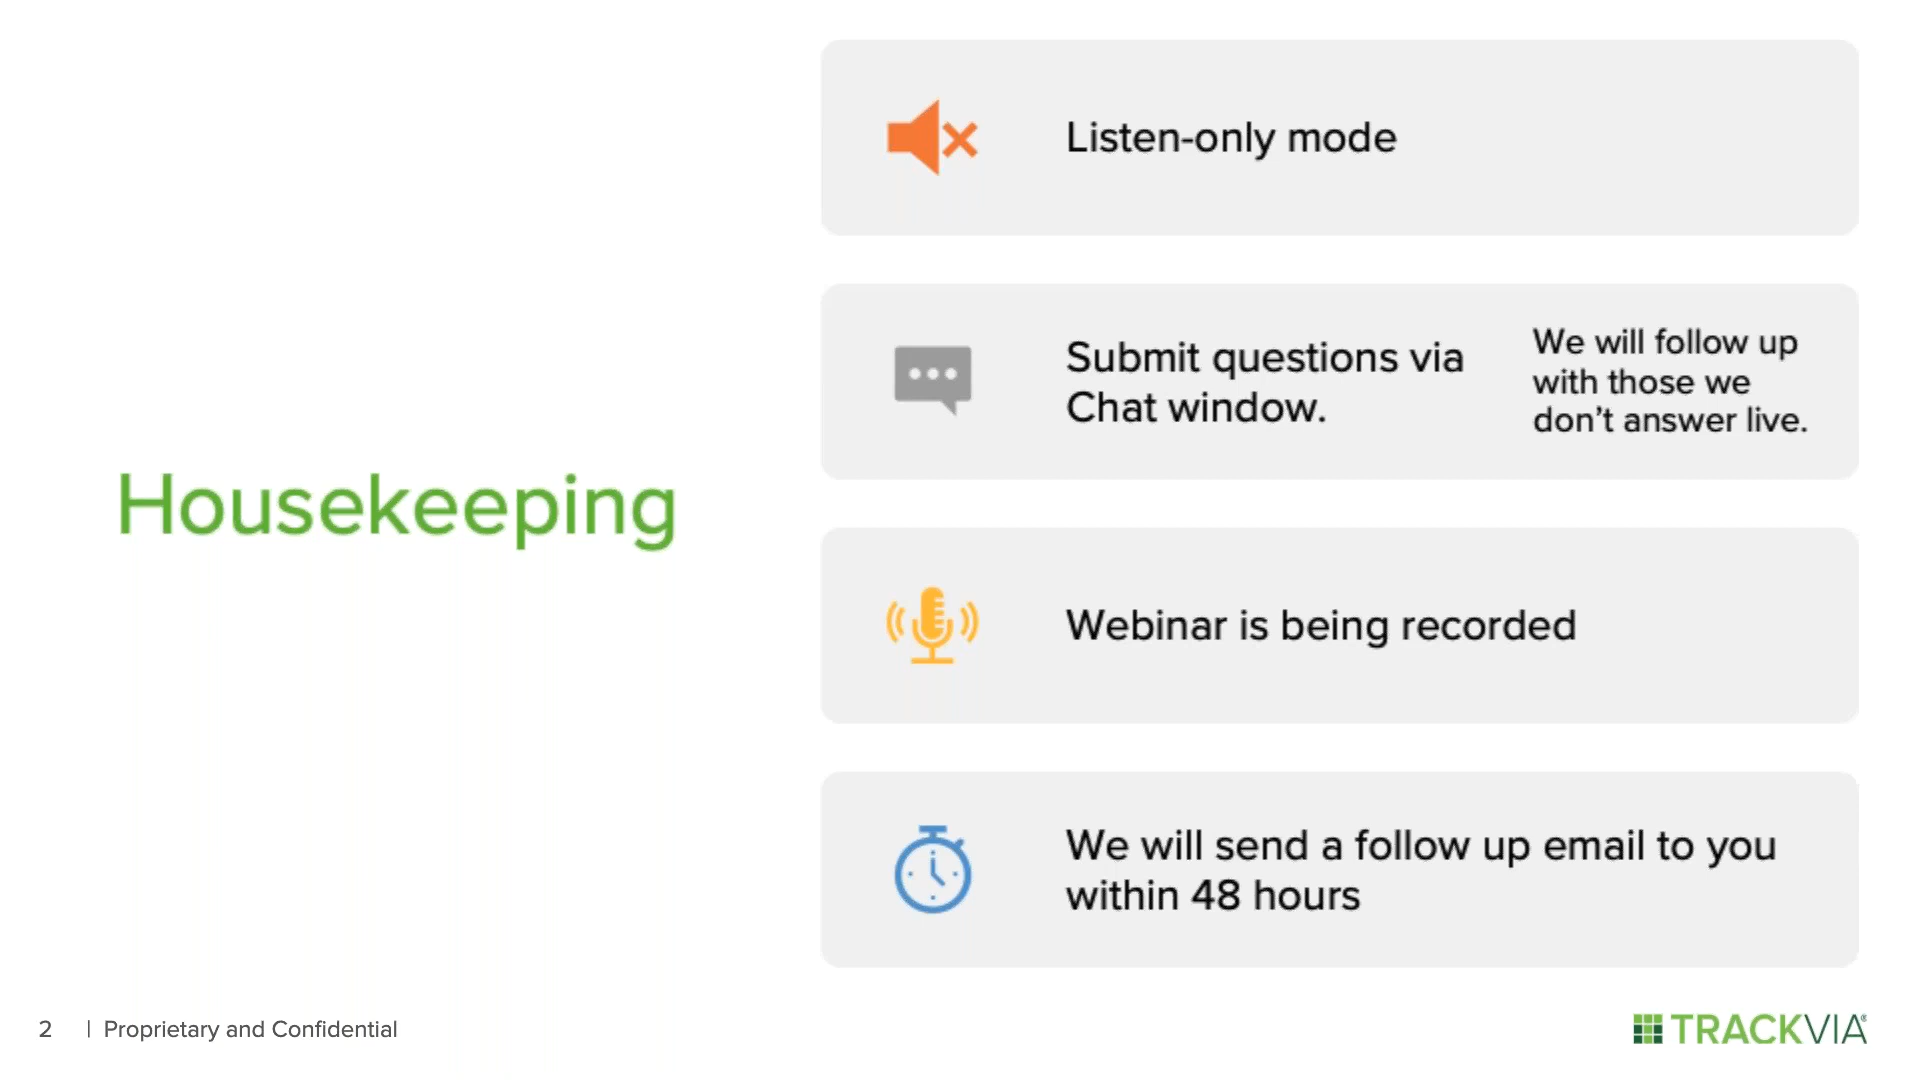 Housekeeping
Listen-only mode
Submit questions via
Chat window.
We will follow up
with those we
don’t answer live.
Webinar is being recorded
We will send a follow up email to you
within 48 hours
2 | Proprietary and Confidential
TRACKVIA®